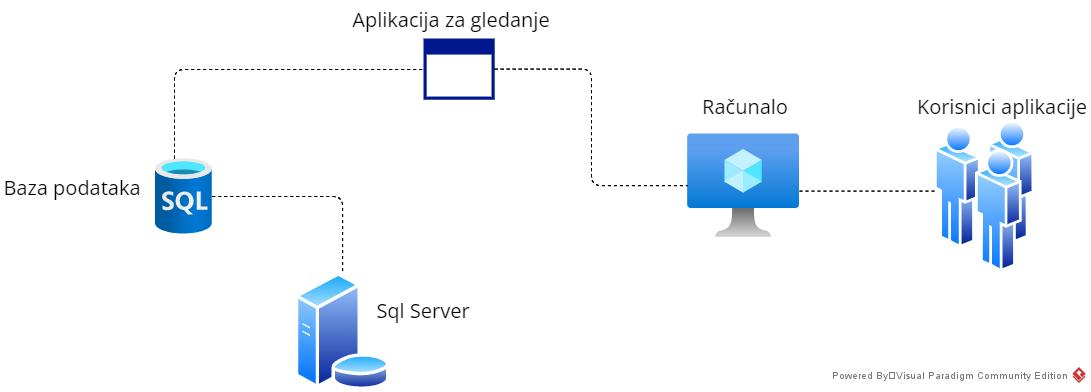 Aplikacija za gledanje
Računalo
Korisnici aplikacije
Baza podataka
SQL
Sql Server
Powered By□Visual Paradigm Community Edition